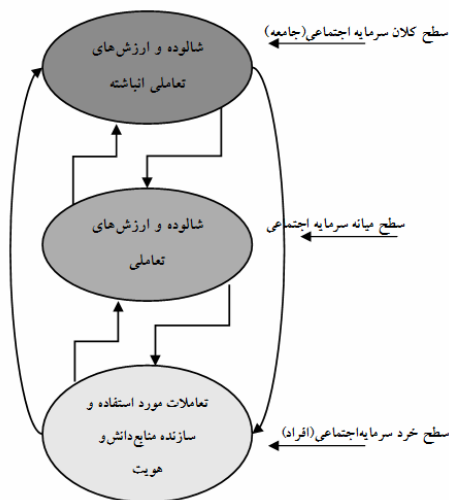 سطح کلان سرمایه اجتماعی(جامعه)
شالوده و ارزش‌های
تعاملی انباشته
سطح میانه سرمایه اجتماعی
شالوده و ارزش‌های
تعاملی
تعاملات مورد استفاده و
سازنده منابع‌دانش‌و
هویت
سطح خرد سرمایه‌اجتماعی(افراد)